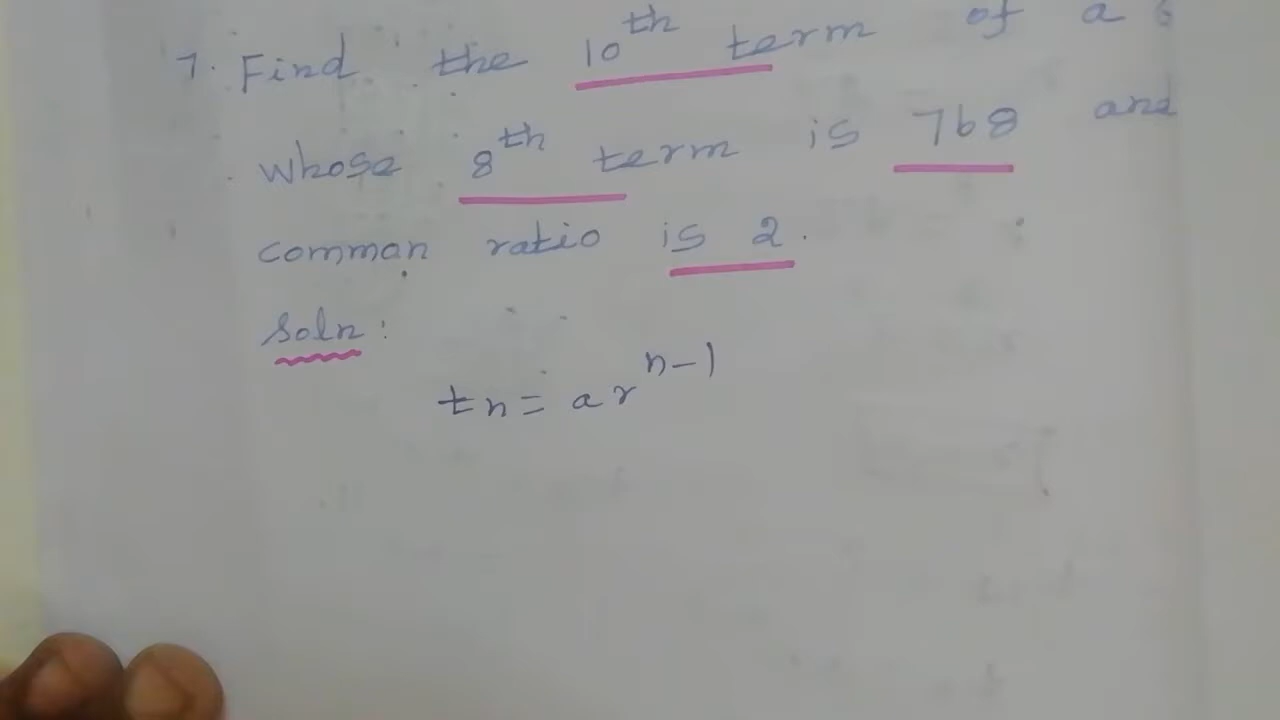 7. Find the 10th term of a
whose 8th term is 768 and
common ratio is 2.
Soln:
tn = ar^n-1